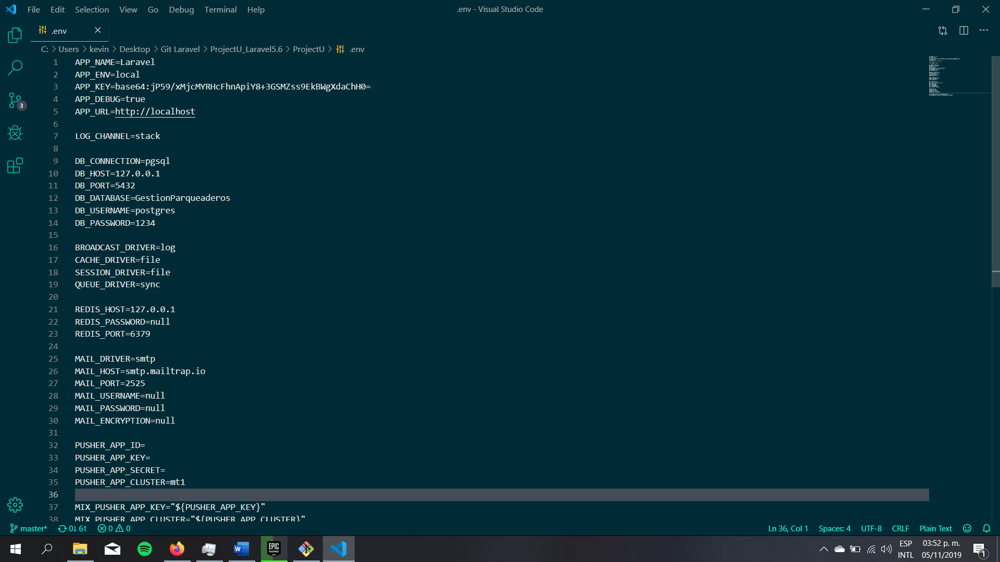 File Edit Selection View Go Debug Terminal Help
.env - Visual Studio Code
.env
C: > Users > kevin > Desktop > Git Laravel > ProjectU_Laravel5.6 > ProjectU > .env
1 APP_NAME=Laravel
2 APP_ENV=local
3 APP_KEY=base64:jP59/xMjcMYRHcFhnApiY8+3GSMZss9EkBWgXdaChH0=
4 APP_DEBUG=true
5 APP_URL=http://localhost
6
7 LOG_CHANNEL=stack
8
9 DB_CONNECTION=pgsql
10 DB_HOST=127.0.0.1
11 DB_PORT=5432
12 DB_DATABASE=GestionParqueaderos
13 DB_USERNAME=postgres
14 DB_PASSWORD=1234
15
16 BROADCAST_DRIVER=log
17 CACHE_DRIVER=file
18 SESSION_DRIVER=file
19 QUEUE_DRIVER=sync
20
21 REDIS_HOST=127.0.0.1
22 REDIS_PASSWORD=null
23 REDIS_PORT=6379
24
25 MAIL_DRIVER=smtp
26 MAIL_HOST=smtp.mailtrap.io
27 MAIL_PORT=2525
28 MAIL_USERNAME=null
29 MAIL_PASSWORD=null
30 MAIL_ENCRYPTION=null
31
32 PUSHER_APP_ID=
33 PUSHER_APP_KEY=
34 PUSHER_APP_SECRET=
35 PUSHER_APP_CLUSTER=mt1
36
37 MIX_PUSHER_APP_KEY="${PUSHER_APP_KEY}"
38 MIX_PUSHER_APP_CLUSTER="${PUSHER_APP_CLUSTER}"
3
master* 0↓ 6↑ 0 0
Ln 36, Col 1 Spaces: 4 UTF-8 CRLF Plain Text
EPIC GAMES
W
ESP
INTL
03:52 p. m.
05/11/2019
1